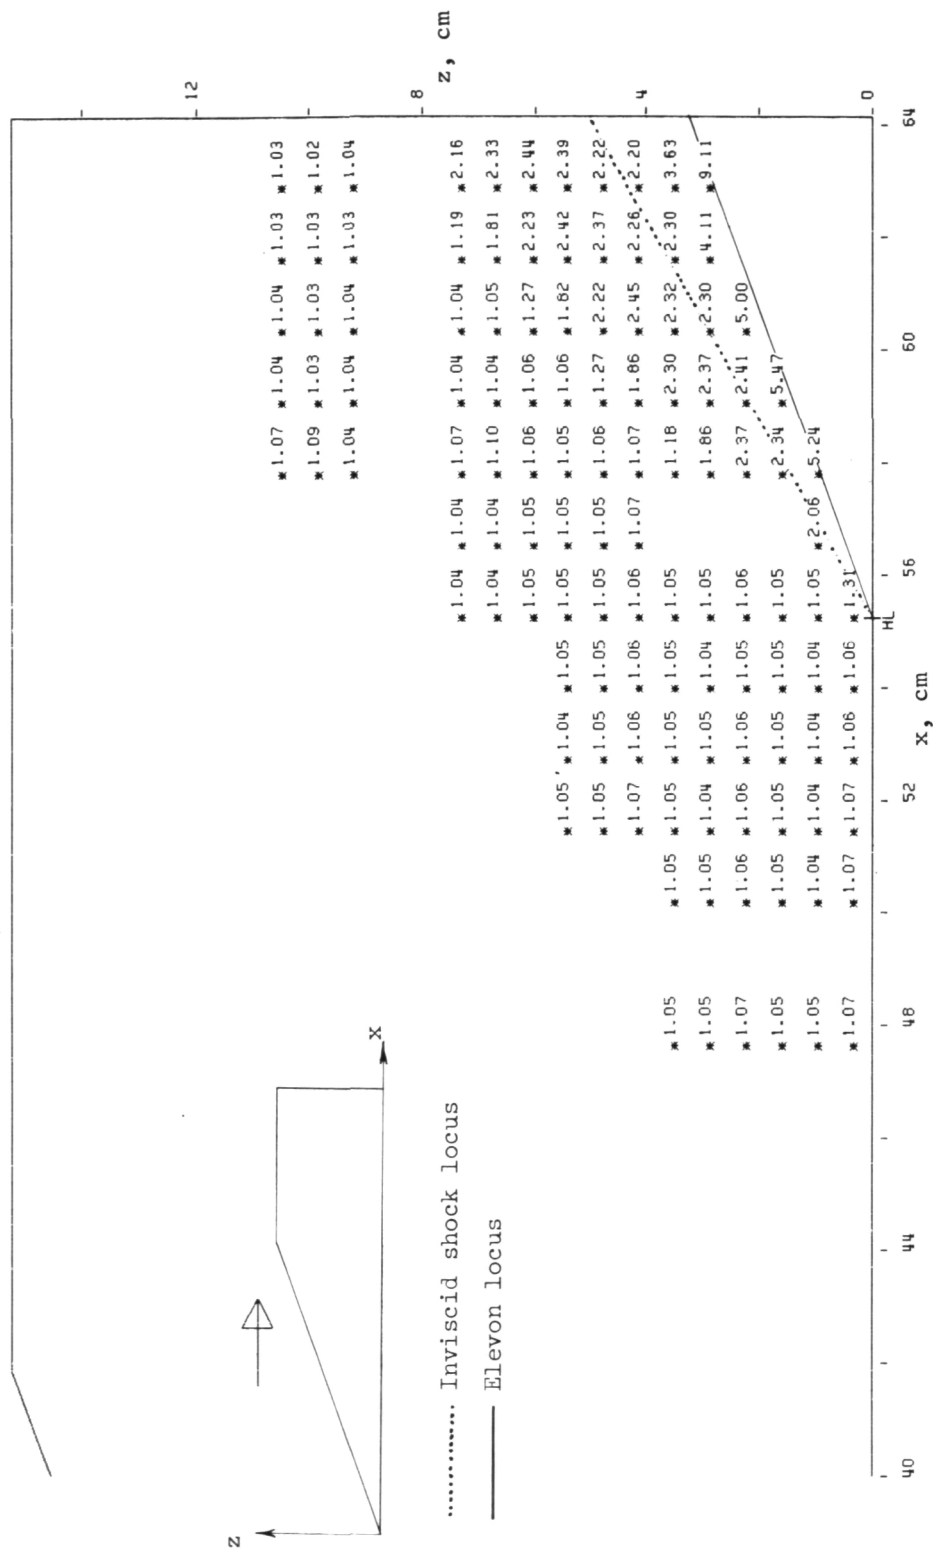 12
1.07 1.04 1.04 1.03 1.03
1.09 1.03 1.03 1.03 1.02
1.04 1.04 1.04 1.03 1.04
z
8
z, cm
x
1.04 1.04 1.07 1.04 1.04 1.19 2.16
Inviscid shock locus
1.04 1.04 1.10 1.04 1.05 1.81 2.33
Elevon locus
1.05 1.05 1.06 1.06 1.27 2.23 2.44
1.05 1.04 1.05 1.05 1.05 1.06 1.62 2.42 2.39
1.05 1.05 1.05 1.05 1.05 1.06 1.27 2.22 2.37 2.22
1.07 1.06 1.06 1.06 1.07 1.07 1.86 2.45 2.26 2.20
4
1.05 1.05 1.05 1.05 1.05 1.05 1.18 2.30 2.32 2.30 3.63
1.05 1.05 1.04 1.05 1.04 1.05 1.86 2.37 2.30 4.11 9.11
1.07 1.06 1.06 1.06 1.05 1.06 2.37 2.41 5.00
1.05 1.05 1.05 1.05 1.05 1.05 2.34 5.47
1.05 1.04 1.04 1.04 1.04 1.05 2.06 5.24
1.07 1.07 1.07 1.06 1.06 1.31
0
HL
40 44 48 52 56 60 64
x, cm